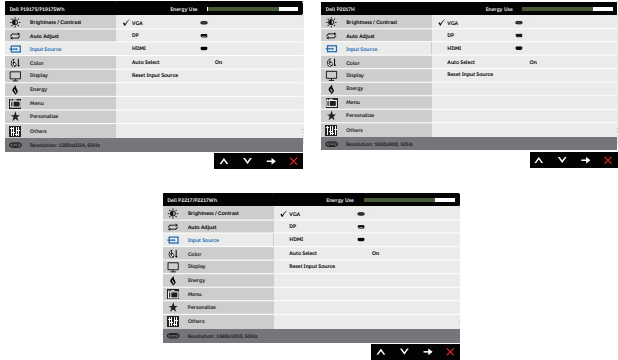 Dell P1917S/P1917SWh Energy Use
Brightness / Contrast VGA
Auto Adjust DP
Input Source HDMI
Color Auto Select On
Display Reset Input Source
Energy
Menu
Personalize
Others
Resolution: 1280x1024, 60Hz
Dell P2017H Energy Use
Brightness / Contrast VGA
Auto Adjust DP
Input Source HDMI
Color Auto Select On
Display Reset Input Source
Energy
Menu
Personalize
Others
Resolution: 1600x900, 60Hz
Dell P2217/P2217Wh Energy Use
Brightness / Contrast VGA
Auto Adjust DP
Input Source HDMI
Color Auto Select On
Display Reset Input Source
Energy
Menu
Personalize
Others
Resolution: 1680x1050, 60Hz